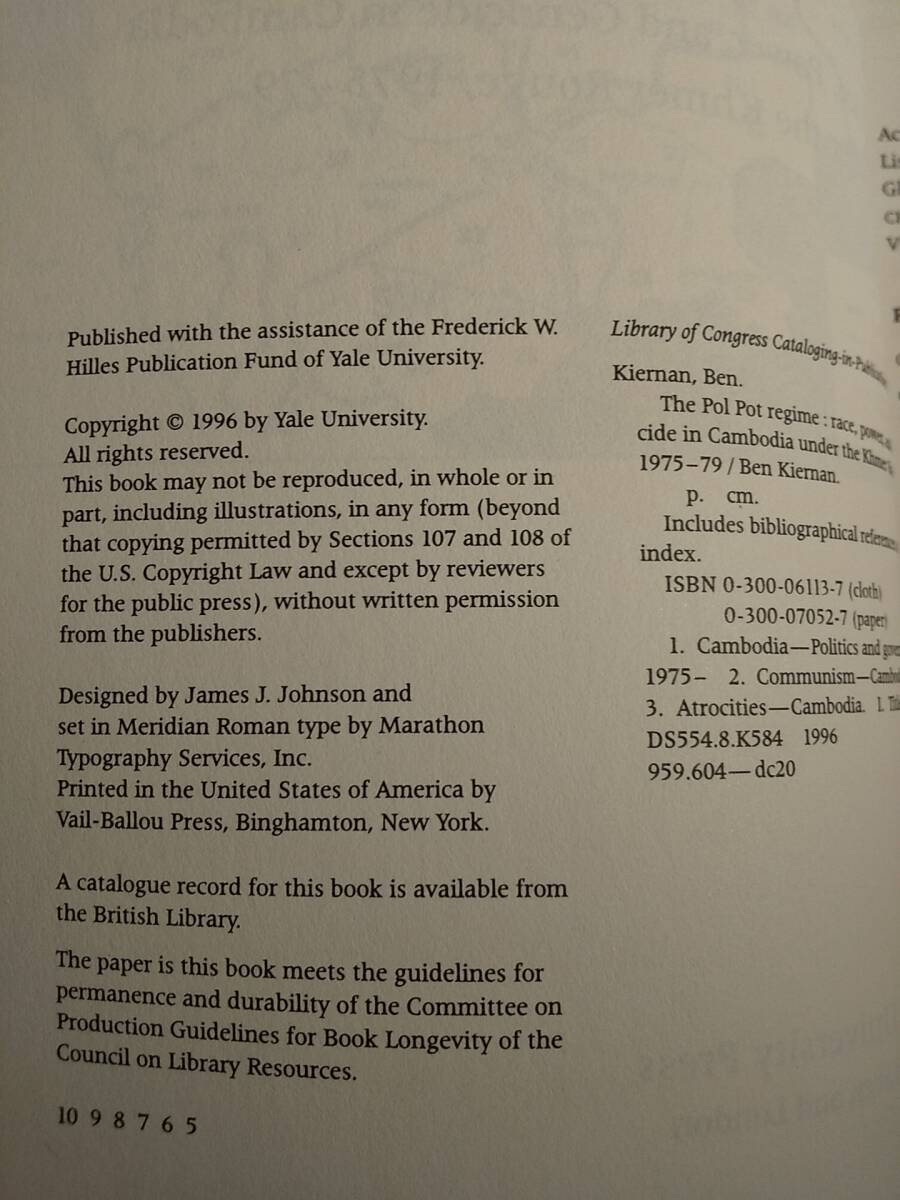 Published with the assistance of the Frederick W.
Hilles Publication Fund of Yale University.
Copyright © 1996 by Yale University.
All rights reserved.
This book may not be reproduced, in whole or in
part, including illustrations, in any form (beyond
that copying permitted by Sections 107 and 108 of
the U.S. Copyright Law and except by reviewers
for the public press), without written permission
from the publishers.
Designed by James J. Johnson and
set in Meridian Roman type by Marathon
Typography Services, Inc.
Printed in the United States of America by
Vail-Ballou Press, Binghamton, New York.
A catalogue record for this book is available from
the British Library.
The paper is this book meets the guidelines for
permanence and durability of the Committee on
Production Guidelines for Book Longevity of the
Council on Library Resources.
10 9 8 7 6 5
Library of Congress Cataloging-in-
Kiernan, Ben.
The Pol Pot regime : race, power,
cide in Cambodia under the Khmer
1975–79 / Ben Kiernan.
p. cm.
Includes bibliographical
index.
ISBN 0-300-06113-7 (cloth)
0-300-07052-7 (paper)
1. Cambodia—Politics and
1975– 2. Communism—
3. Atrocities—Cambodia. I.
DS554.8.K584 1996
959.604—dc20